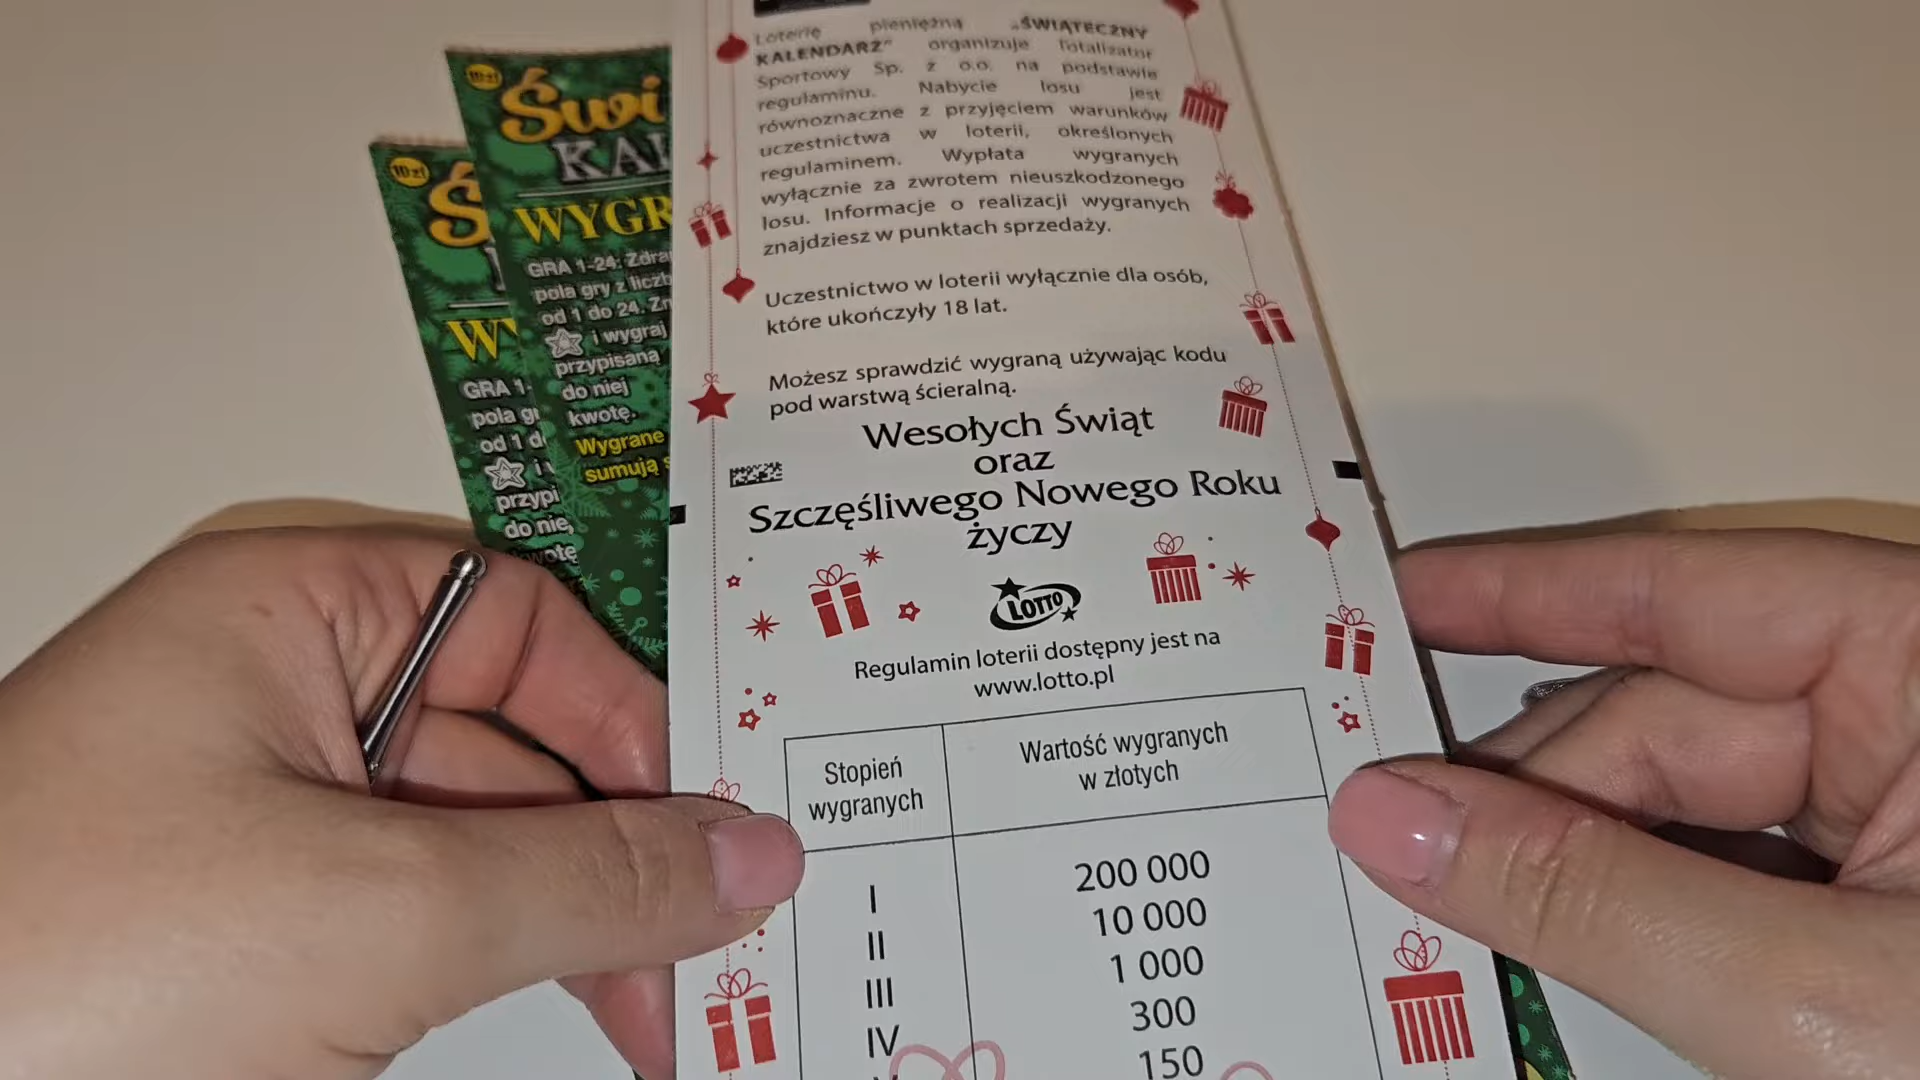 Loterię pieniężną „ŚWIĄTECZNY
KALENDARZ” organizuje Totalizator
Sportowy Sp. z o.o. na podstawie
regulaminu. Nabycie losu jest
równoznaczne z przyjęciem warunków
uczestnictwa w loterii, określonych
regulaminem. Wypłata wygranych
wyłącznie za zwrotem nieuszkodzonego
losu. Informacje o realizacji wygranych
znajdziesz w punktach sprzedaży.
Uczestnictwo w loterii wyłącznie dla osób,
które ukończyły 18 lat.
Możesz sprawdzić wygraną używając kodu
pod warstwą ścieralną.
Wesołych Świąt
oraz
Szczęśliwego Nowego Roku
życzy
LOTTO
Regulamin loterii dostępny jest na
www.lotto.pl
Stopień
wygranych
Wartość wygranych
w złotych
I 200 000
II 10 000
III 1 000
IV 300
150
10 zł
Świ
KAL
WYGR
GRA 1-24: Zdra
pola gry z liczb
od 1 do 24. Zn
i wygraj
przypisaną
do niej
kwotę.
Wygrane
sumują s
10 zł
Ś
WY
GRA 1-
pola gr
od 1 d
i w
przypi
do nie
kwotę